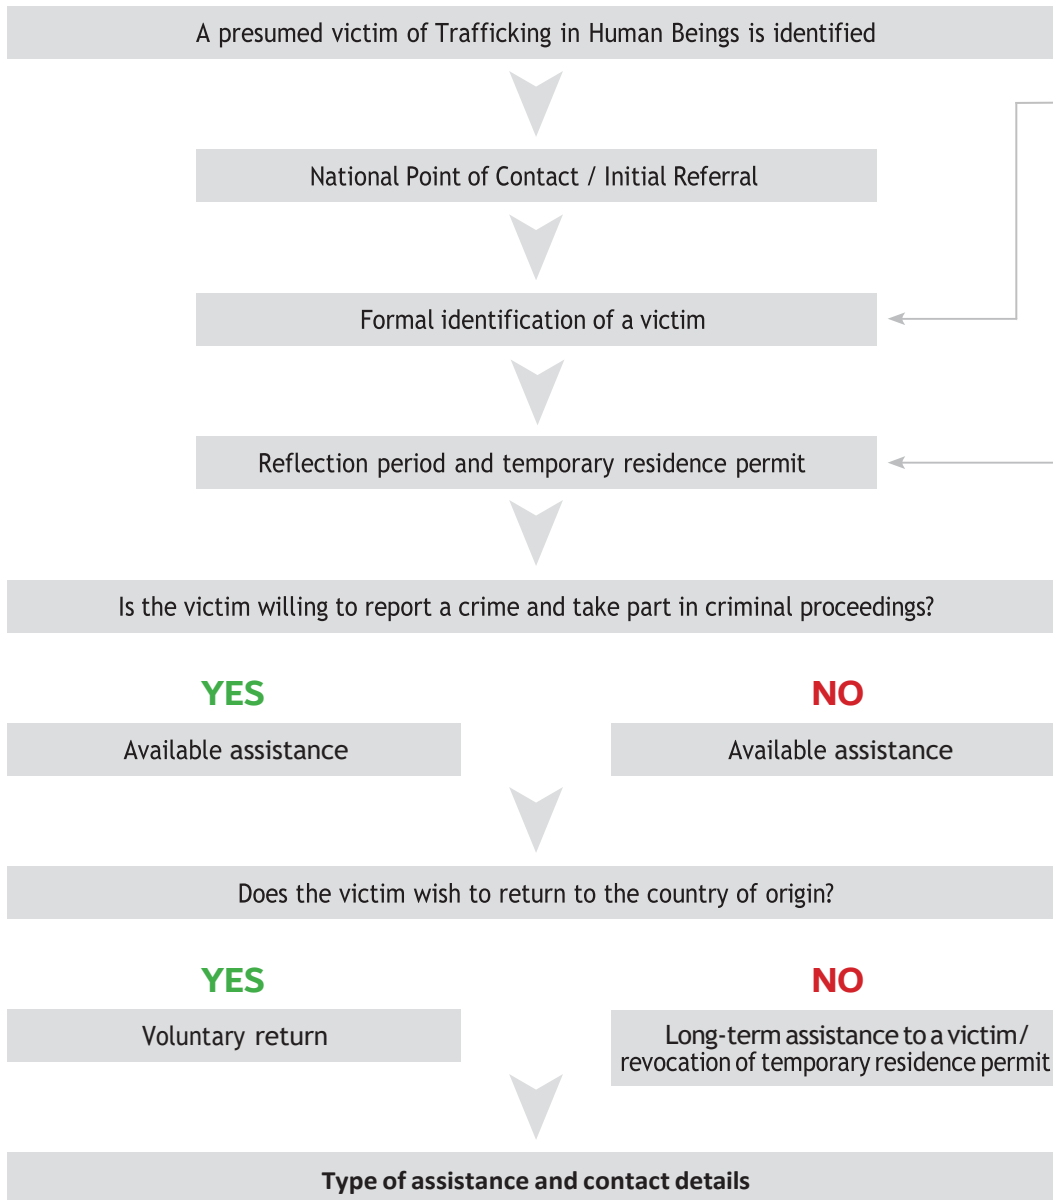 A presumed victim of Trafficking in Human Beings is identified
National Point of Contact / Initial Referral
Formal identification of a victim
Reflection period and temporary residence permit
Is the victim willing to report a crime and take part in criminal proceedings?
YES
NO
Available assistance
Available assistance
Does the victim wish to return to the country of origin?
YES
NO
Voluntary return
Long-term assistance to a victim/
revocation of temporary residence permit
Type of assistance and contact details